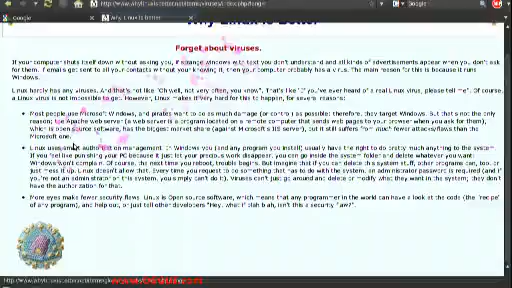 Google
Why Linux is better
Google
Why Linux is Better
Forget about viruses.
If your computer shuts itself down without asking you, if strange windows with text you don't understand and all kinds of advertisements appear when you don't ask
for them, if emails get sent to all your contacts without your knowing it, then your computer probably has a virus. The main reason for this is because it runs
Windows.
Linux hardly has any viruses. And that's not like "Oh well, not very often, you know". That's like "If you've ever heard of a real Linux virus, please tell me". Of course,
a Linux virus is not impossible to get. However, Linux makes it very hard for this to happen, for several reasons:
Most people use Microsoft Windows, and pirates want to do as much damage (or control) as possible: therefore, they target Windows. But that's not the only
reason; the Apache web server (a web server is a program located on a remote computer that sends web pages to your browser when you ask for them),
which is open source software, has the biggest market share (against Microsoft's IIS server), but it still suffers from much fewer attacks/flaws than the
Microsoft one.
Linux uses smart authorization management. In Windows you (and any program you install) usually have the right to do pretty much anything to the system.
If you feel like punishing your PC because it just let your precious work disappear, you can go inside the system folder and delete whatever you want:
Windows won't complain. Of course, the next time you reboot, trouble begins. But imagine that if you can delete this system stuff, other programs can, too, or
just mess it up. Linux doesn't allow that. Every time you request to do something that has to do with the system, an administrator password is required (and if
you're not an administrator on this system, you simply can't do it). Viruses can't just go around and delete or modify what they want in the system; they don't
have the authorization for that.
More eyes make fewer security flaws. Linux is Open source software, which means that any programmer in the world can have a look at the code (the "recipe"
of any program), and help out, or just tell other developers "Hey, what if blah blah, isn't this a security flaw?".